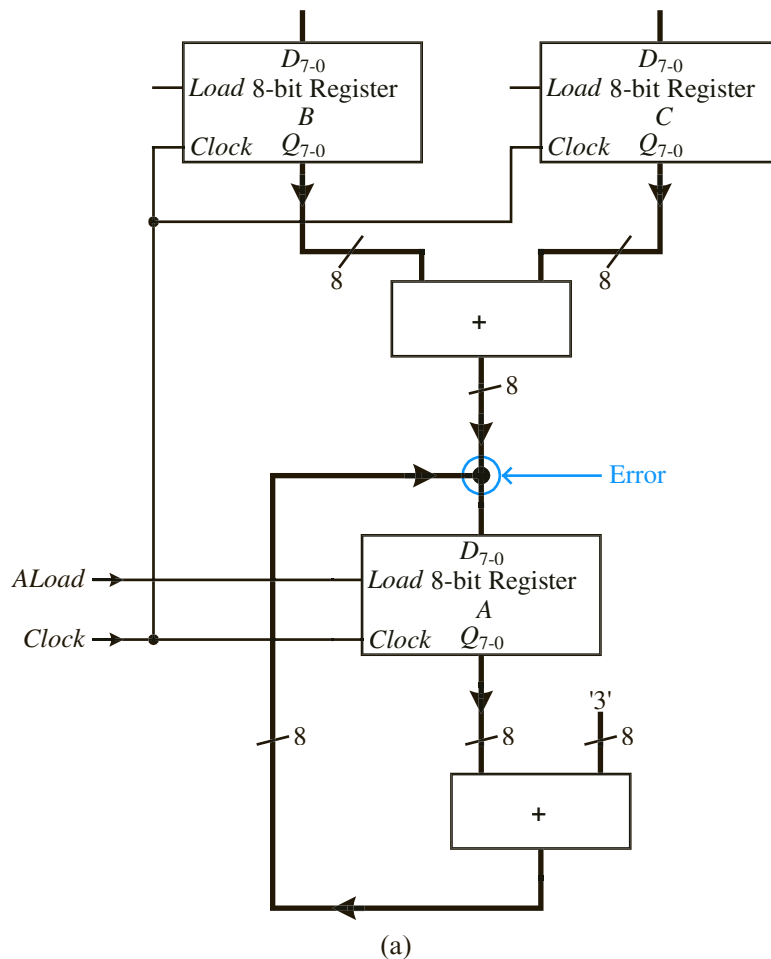 D7-0 D7-0
Load 8-bit Register Load 8-bit Register
B C
Clock Q7-0 Clock Q7-0
8 8
+
8
Error
D7-0
ALoad Load 8-bit Register
A
Clock Clock Q7-0
'3'
8 8 8
+
(a)